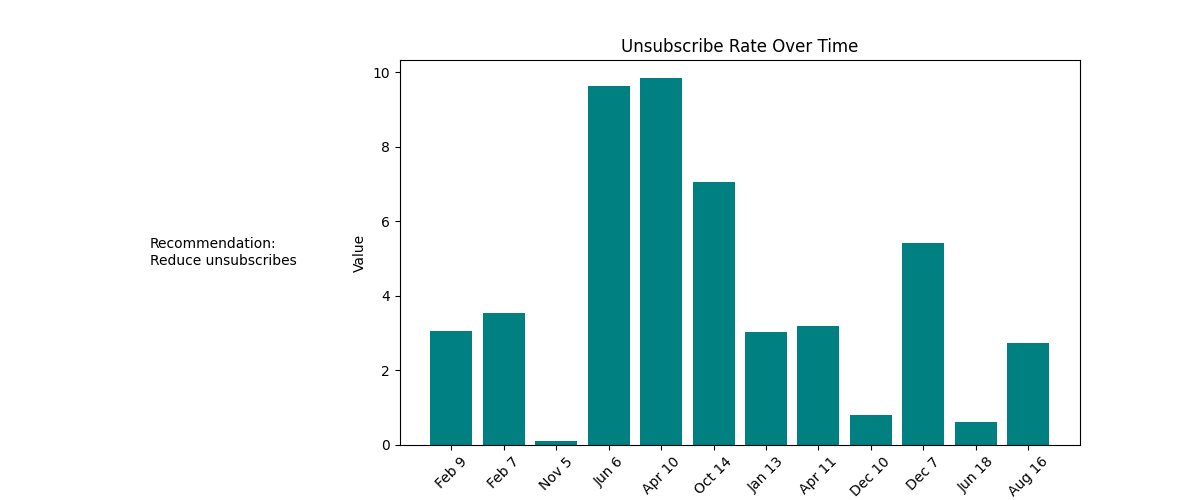 Unsubscribe Rate Over Time
Recommendation:
Reduce unsubscribes
Value
10
8
6
4
2
0
Feb 9
Feb 7
Nov 5
Jun 6
Apr 10
Oct 14
Jan 13
Apr 11
Dec 10
Dec 7
Jun 18
Aug 16